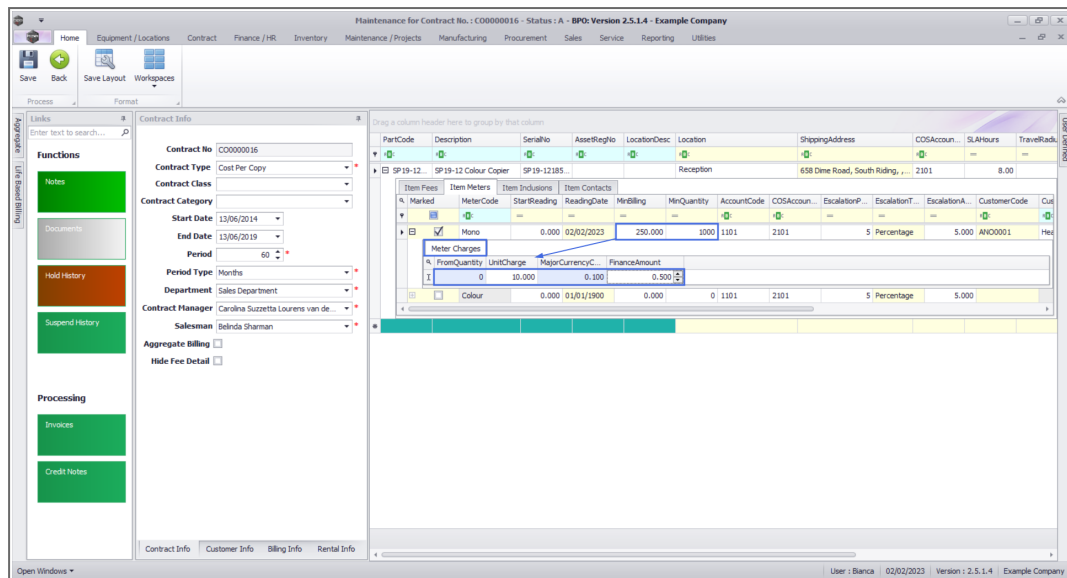 Maintenance for Contract No. : CO0000016 - Status : A - BPO: Version 2.5.1.4 - Example Company
Home Equipment / Locations Contract Finance / HR Inventory Maintenance / Projects Manufacturing Procurement Sales Service Reporting Utilities
Save Back Save Layout Workspaces
Process Format
Aggregate
Life Based Billing
User Defined
Links
Enter text to search...
Functions
Notes
Documents
Hold History
Suspend History
Processing
Invoices
Credit Notes
Contract Info
Contract No CO0000016
Contract Type Cost Per Copy *
Contract Class
Contract Category
Start Date 13/06/2014
End Date 13/06/2019
Period 60 *
Period Type Months *
Department Sales Department *
Contract Manager Carolina Suzzetta Lourens van de... *
Salesman Belinda Sharman *
Aggregate Billing
Hide Fee Detail
Contract Info Customer Info Billing Info Rental Info
Drag a column header here to group by that column
PartCode Description SerialNo AssetRegNo LocationDesc Location ShippingAddress COSAccoun... SLAHours TravelRadiu
SP19-12... SP19-12 Colour Copier SP19-12185... Reception 658 Dime Road, South Riding, ,... 2101 8.00
Item Fees Item Meters Item Inclusions Item Contacts
Marked MeterCode StartReading ReadingDate MinBilling MinQuantity AccountCode COSAccoun... EscalationP... EscalationT... EscalationA... CustomerCode Cus
Mono 0.000 02/02/2023 250.000 1000 1101 2101 5 Percentage 5.000 ANO0001 Hea
Meter Charges
FromQuantity UnitCharge MajorCurrencyC... FinanceAmount
0 10.000 0.100 0.500
Colour 0.000 01/01/1900 0.000 0 1101 2101 5 Percentage 5.000
Open Windows User : Bianca 02/02/2023 Version : 2.5.1.4 Example Company